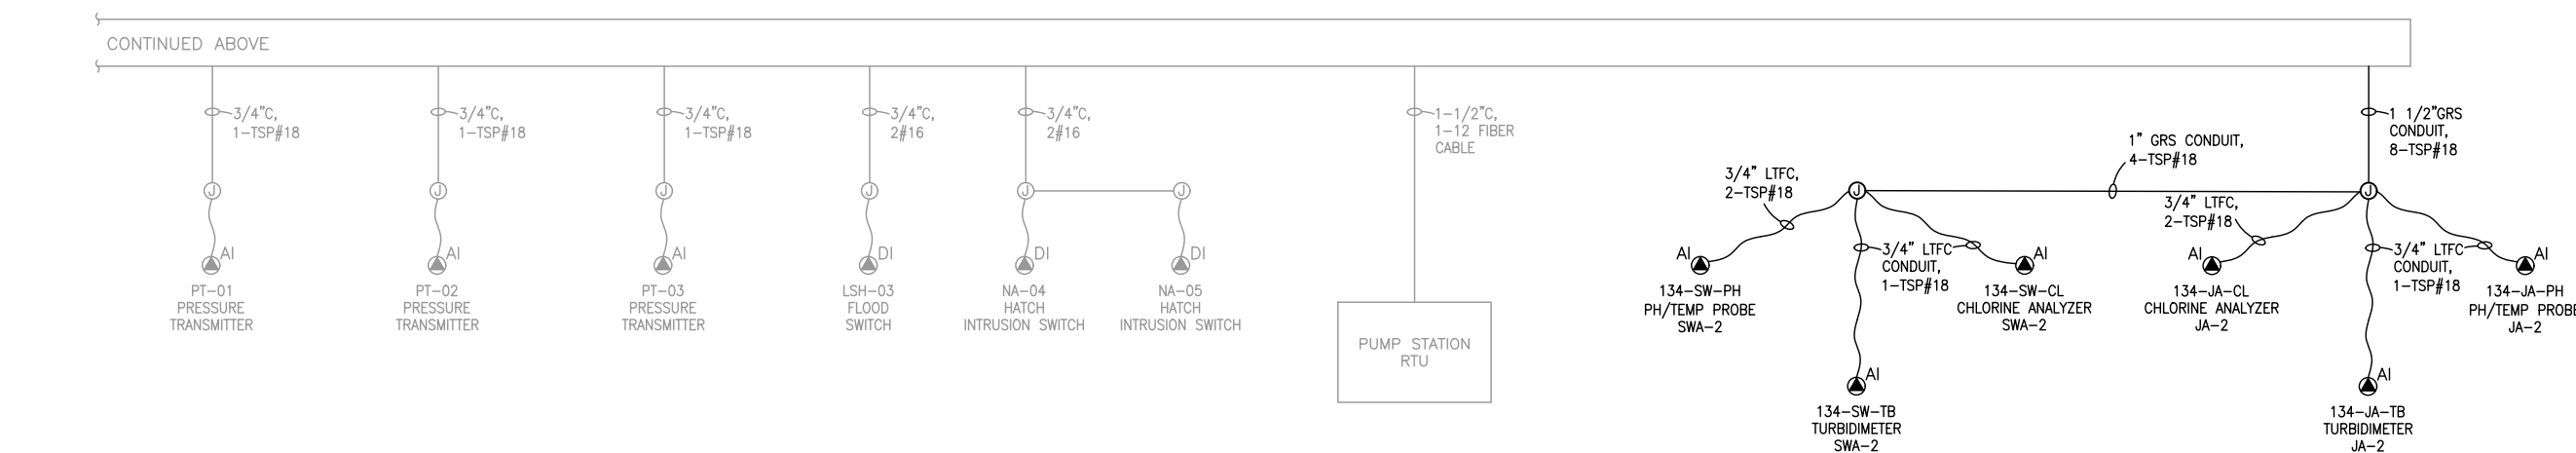 CONTINUED ABOVE
3/4"C,
1-TSP#18
J
AI
PT-01
PRESSURE
TRANSMITTER
3/4"C,
1-TSP#18
J
AI
PT-02
PRESSURE
TRANSMITTER
3/4"C,
1-TSP#18
J
AI
PT-03
PRESSURE
TRANSMITTER
3/4"C,
2#16
J
DI
LSH-03
FLOOD
SWITCH
3/4"C,
2#16
J
DI
NA-04
HATCH
INTRUSION SWITCH
J
DI
NA-05
HATCH
INTRUSION SWITCH
1-1/2"C,
1-12 FIBER
CABLE
PUMP STATION
RTU
3/4" LTFC,
2-TSP#18
J
AI
134-SW-PH
PH/TEMP PROBE
SWA-2
3/4" LTFC
CONDUIT,
1-TSP#18
AI
134-SW-TB
TURBIDIMETER
SWA-2
AI
134-SW-CL
CHLORINE ANALYZER
SWA-2
1" GRS CONDUIT,
4-TSP#18
1 1/2"GRS
CONDUIT,
8-TSP#18
J
3/4" LTFC,
2-TSP#18
AI
134-JA-CL
CHLORINE ANALYZER
JA-2
3/4" LTFC
CONDUIT,
1-TSP#18
AI
134-JA-TB
TURBIDIMETER
JA-2
AI
134-JA-PH
PH/TEMP PROBE
JA-2